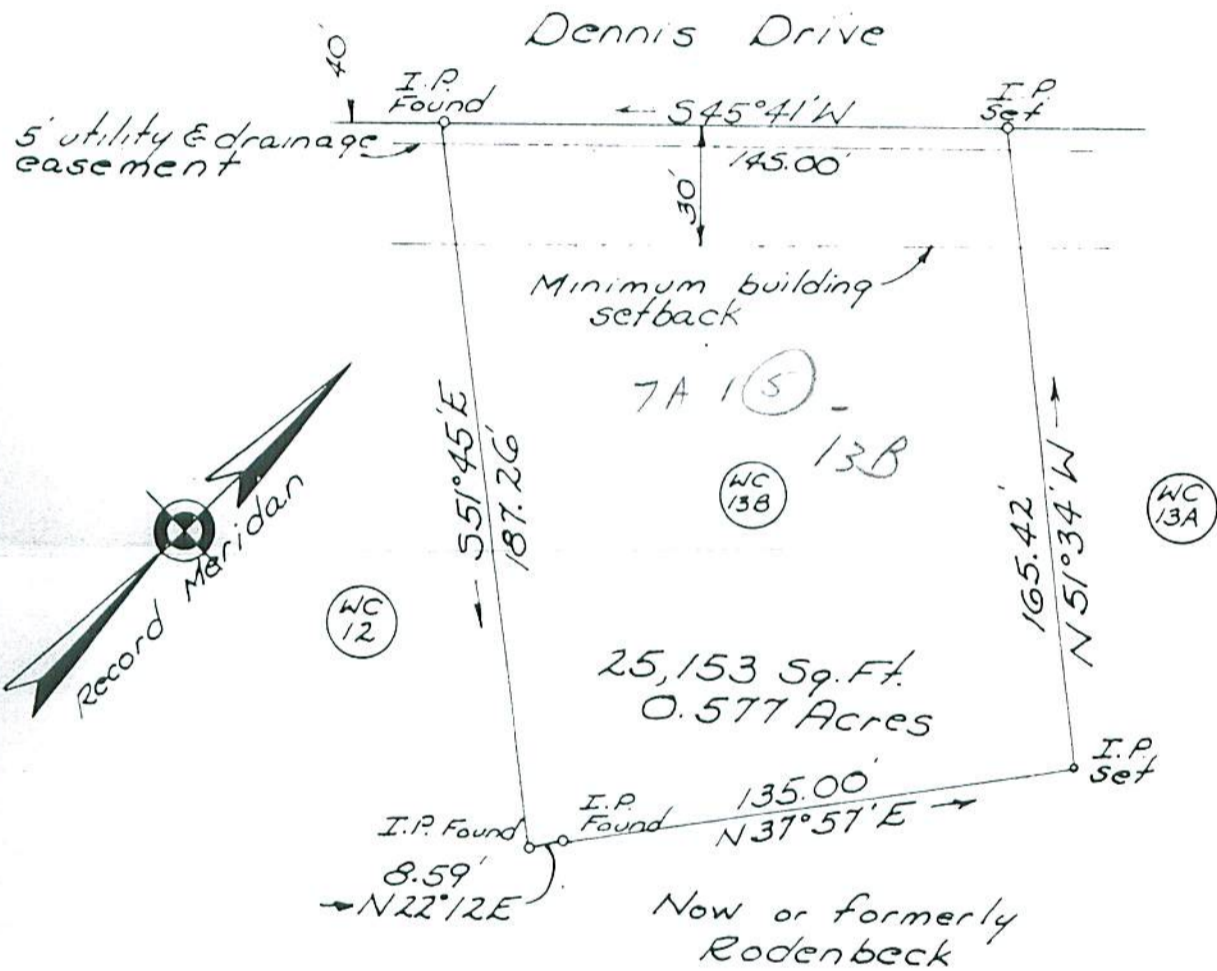 Dennis Drive
40'
I.P.
Found
S45°41'W
I.P.
Set
5' utility & drainage
easement
145.00'
30'
Minimum building
setback
7A 1 5 -
13B
WC
13B
WC
13A
S51°45'E
187.26'
165.42'
N51°34'W
Record Meridan
WC
12
25,153 Sq.Ft.
0.577 Acres
I.P.
set
135.00'
N37°57'E
I.P.
Found
I.P. Found
8.59'
N22°12E
Now or formerly
Rodenbeck